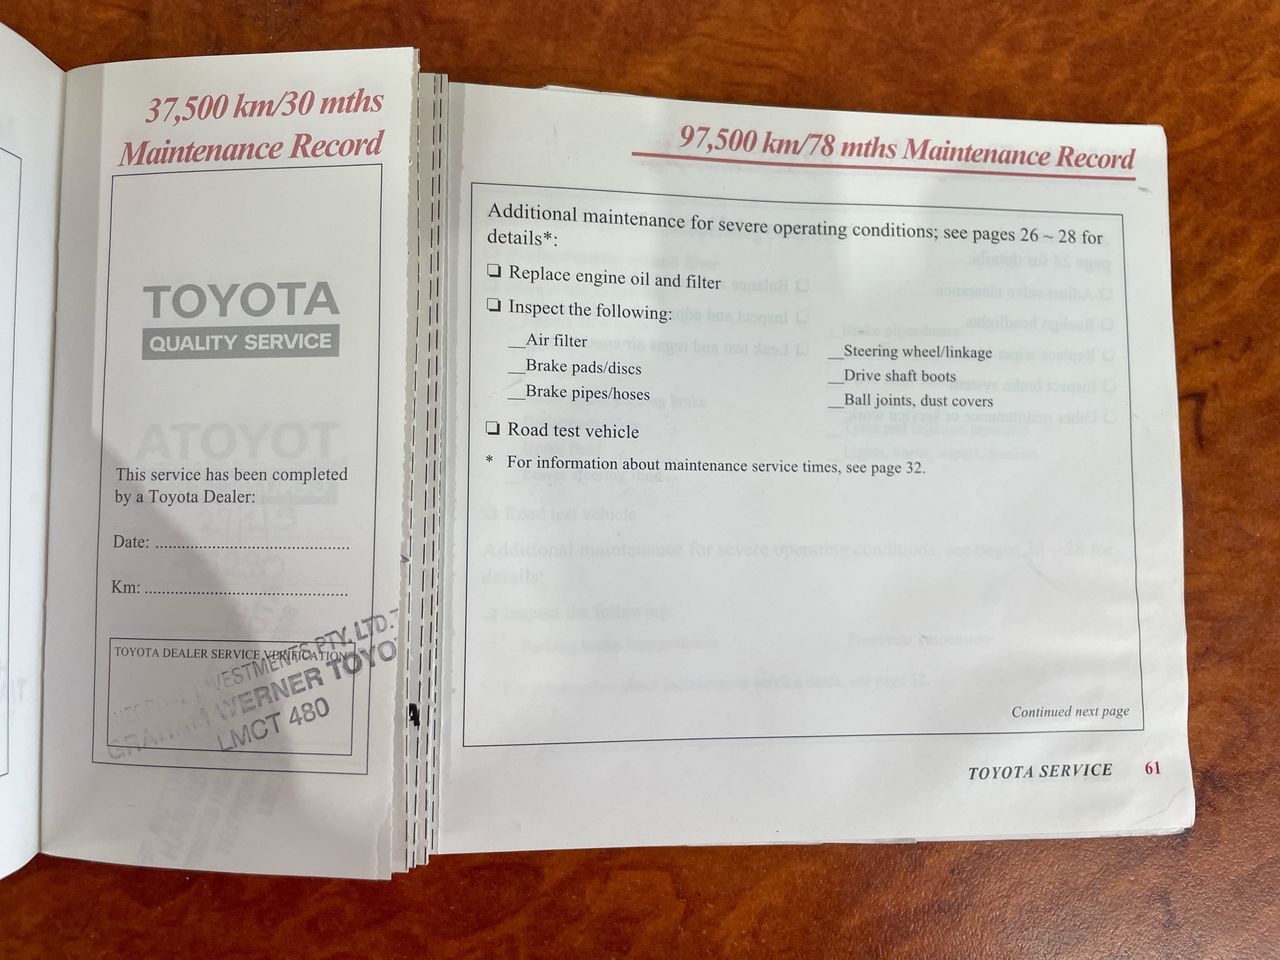 37,500 km/30 mths
Maintenance Record
TOYOTA
QUALITY SERVICE
This service has been completed
by a Toyota Dealer:
Date: ................................................
Km: ..................................................
TOYOTA DEALER SERVICE VERIFICATION
INVESTMENTS PTY. LTD.
GRAHAM VERNER TOYO
LMCT 480
97,500 km/78 mths Maintenance Record
Additional maintenance for severe operating conditions; see pages 26 ~ 28 for
details*:
❑ Replace engine oil and filter
❑ Inspect the following:
__Air filter
__Brake pads/discs
__Brake pipes/hoses
__Steering wheel/linkage
__Drive shaft boots
__Ball joints, dust covers
❑ Road test vehicle
* For information about maintenance service times, see page 32.
Continued next page
TOYOTA SERVICE 61